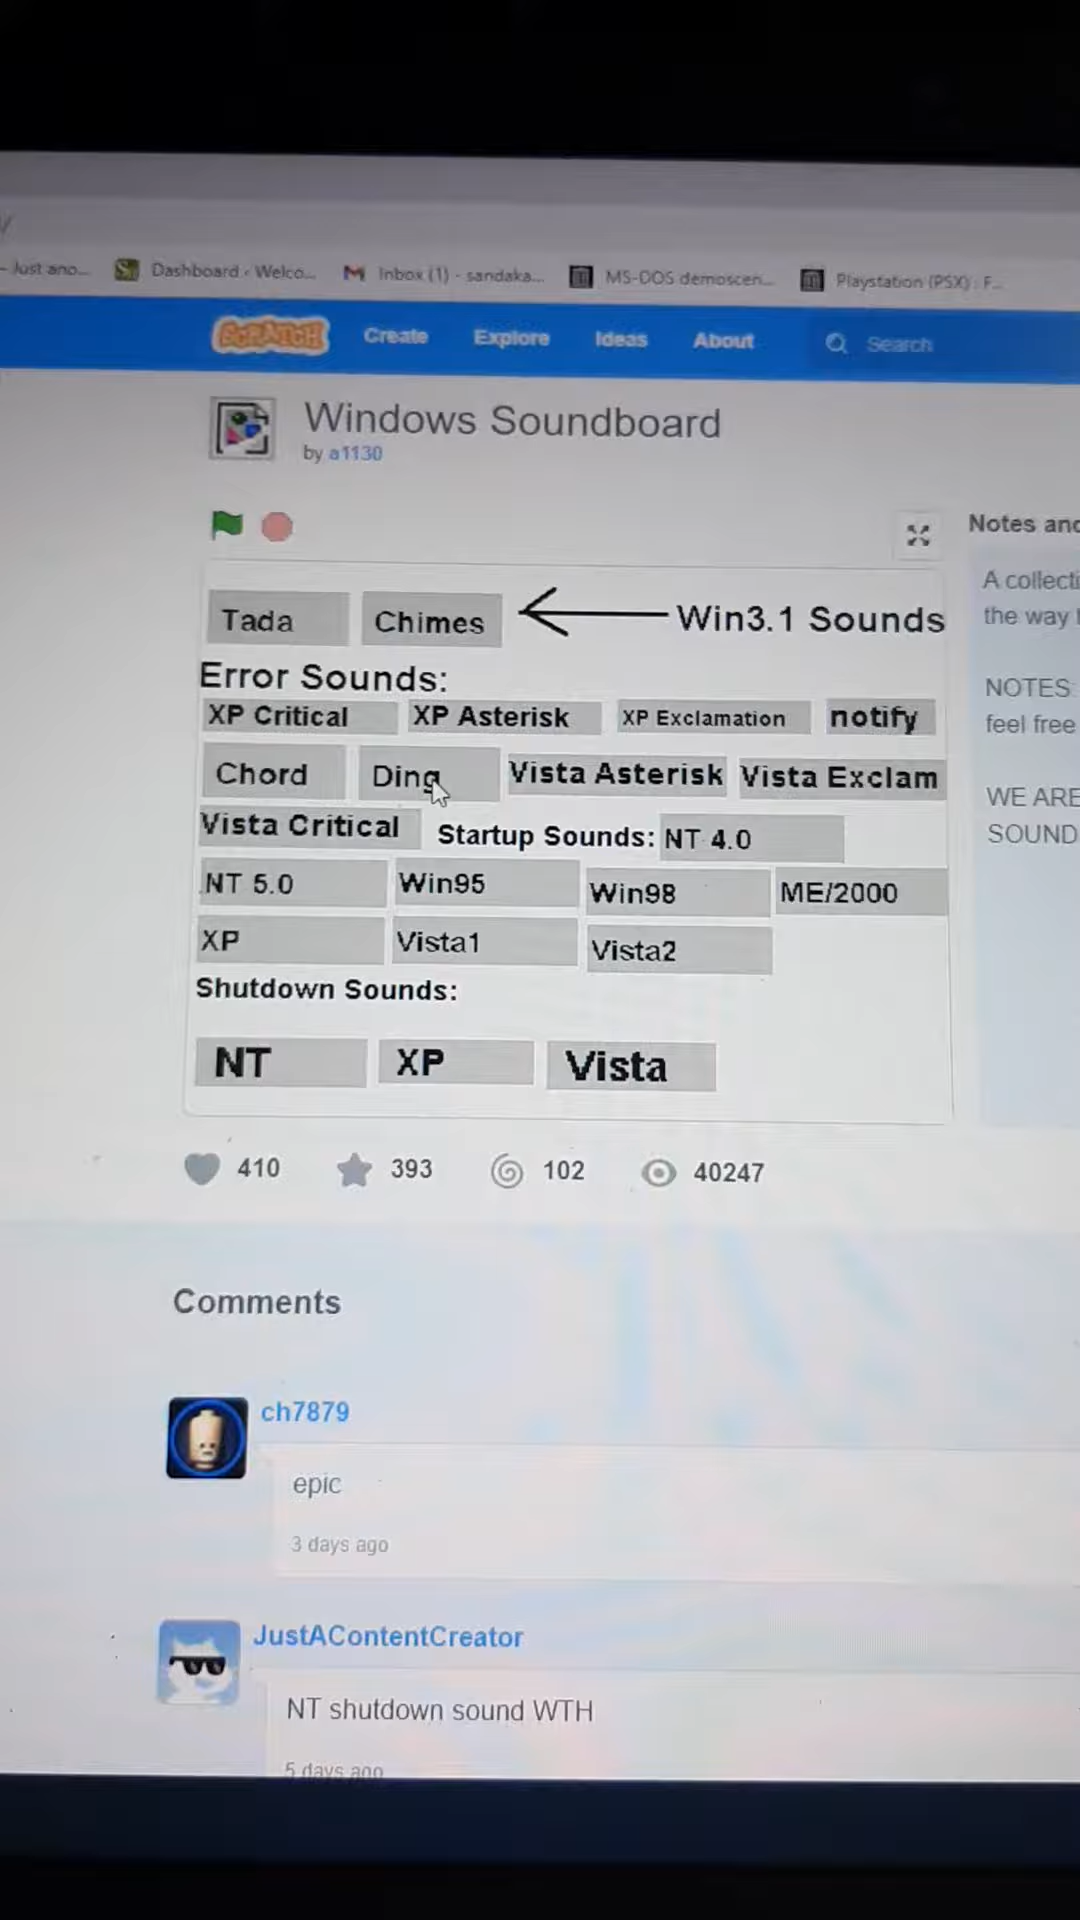 - Just ano...
Dashboard ‹ Welco...
Inbox (1) - sandaka...
MS-DOS demoscen...
Playstation (PSX) : F...
SCRATCH
Create
Explore
Ideas
About
Search
Windows Soundboard
by a1130
Notes and
A collecti
the way
NOTES:
feel free
WE ARE
SOUND
Tada
Chimes
Win3.1 Sounds
Error Sounds:
XP Critical
XP Asterisk
XP Exclamation
notify
Chord
Ding
Vista Asterisk
Vista Exclam
Vista Critical
Startup Sounds:
NT 4.0
NT 5.0
Win95
Win98
ME/2000
XP
Vista1
Vista2
Shutdown Sounds:
NT
XP
Vista
410
393
102
40247
Comments
ch7879
epic
3 days ago
JustAContentCreator
NT shutdown sound WTH
5 days ago